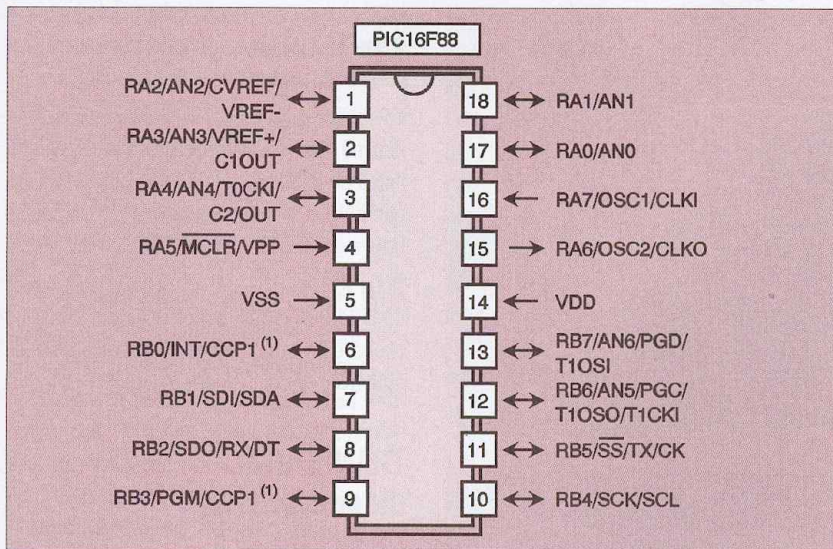 PIC16F88
RA2/AN2/CVREF/
VREF-
1
18
RA1/AN1
RA3/AN3/VREF+/
C1OUT
2
17
RA0/AN0
RA4/AN4/T0CKI/
C2/OUT
3
16
RA7/OSC1/CLKI
RA5/MCLR/VPP
4
15
RA6/OSC2/CLKO
VSS
5
14
VDD
RB0/INT/CCP1 (1)
6
13
RB7/AN6/PGD/
T1OSI
RB1/SDI/SDA
7
12
RB6/AN5/PGC/
T1OSO/T1CKI
RB2/SDO/RX/DT
8
11
RB5/SS/TX/CK
RB3/PGM/CCP1 (1)
9
10
RB4/SCK/SCL